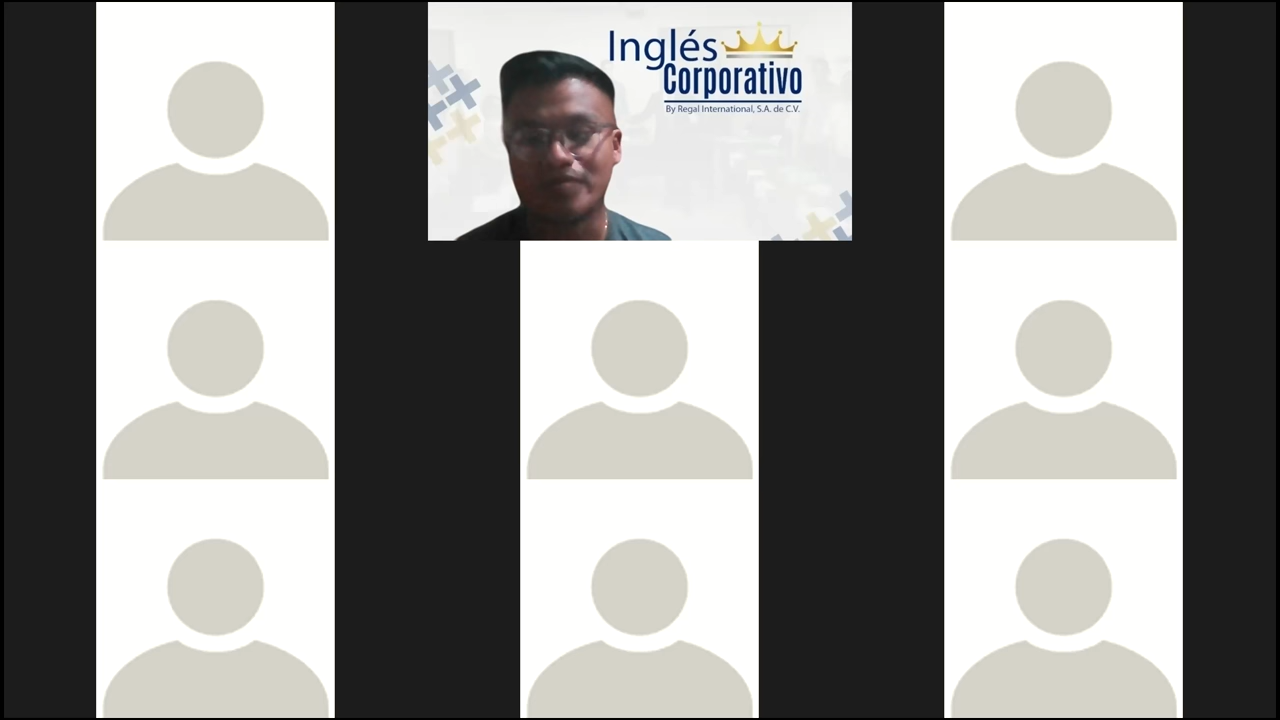 Inglés
Corporativo
By Regal International, S.A. de C.V.